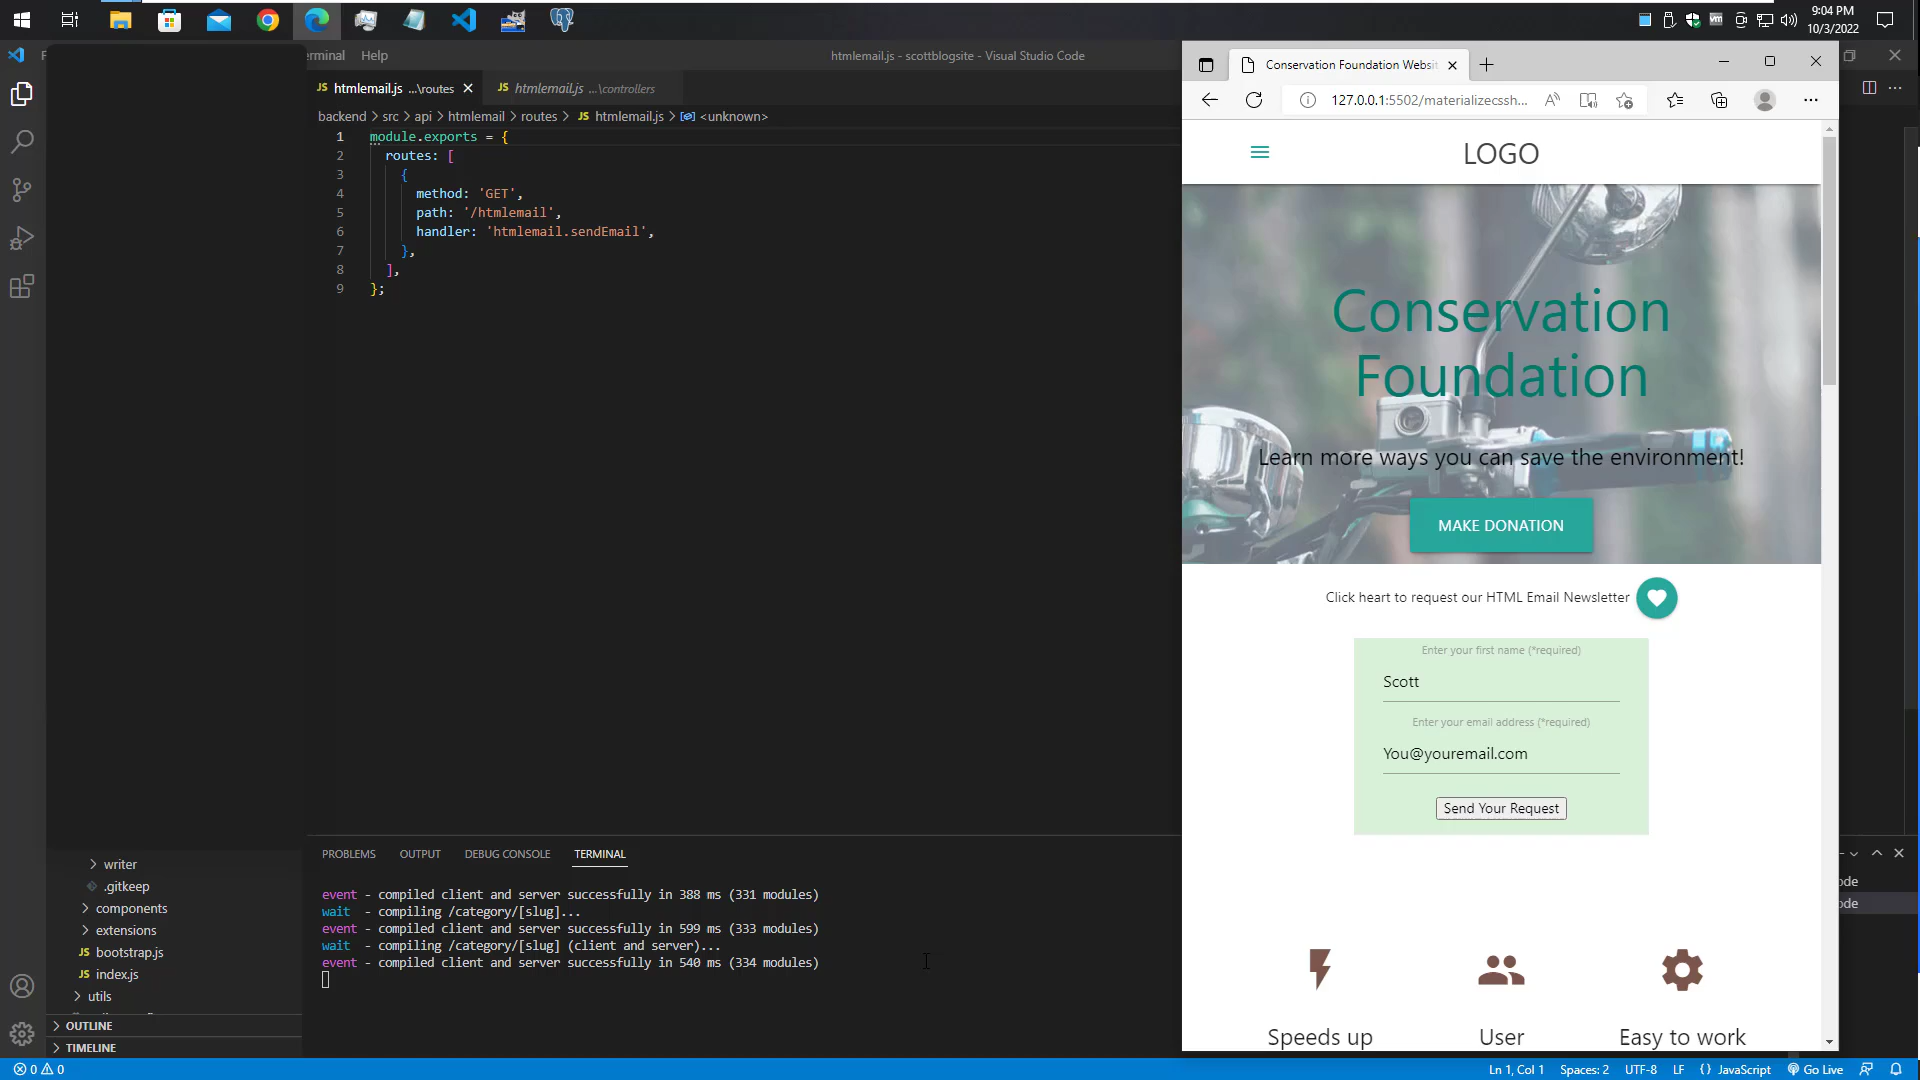 9:04 PM
10/3/2022
erminal Help
htmlemail.js - scottblogsite - Visual Studio Code
JS htmlemail.js ...\routes
JS htmlemail.js ...\controllers
backend > src > api > htmlemail > routes > JS htmlemail.js > <unknown>
1 module.exports = {
2 routes: [
3 {
4 method: 'GET',
5 path: '/htmlemail',
6 handler: 'htmlemail.sendEmail',
7 },
8 ],
9 };
writer
.gitkeep
components
extensions
JS bootstrap.js
JS index.js
utils
OUTLINE
TIMELINE
PROBLEMS OUTPUT DEBUG CONSOLE TERMINAL
event - compiled client and server successfully in 388 ms (331 modules)
wait - compiling /category/[slug]...
event - compiled client and server successfully in 599 ms (333 modules)
wait - compiling /category/[slug] (client and server)...
event - compiled client and server successfully in 540 ms (334 modules)
ode
ode
Conservation Foundation Websi
127.0.0.1:5502/materializecssh...
LOGO
Conservation
Foundation
Learn more ways you can save the environment!
MAKE DONATION
Click heart to request our HTML Email Newsletter
Enter your first name (*required)
Scott
Enter your email address (*required)
You@youremail.com
Send Your Request
Speeds up
User
Easy to work
0 0
Ln 1, Col 1 Spaces: 2 UTF-8 LF {} JavaScript Go Live